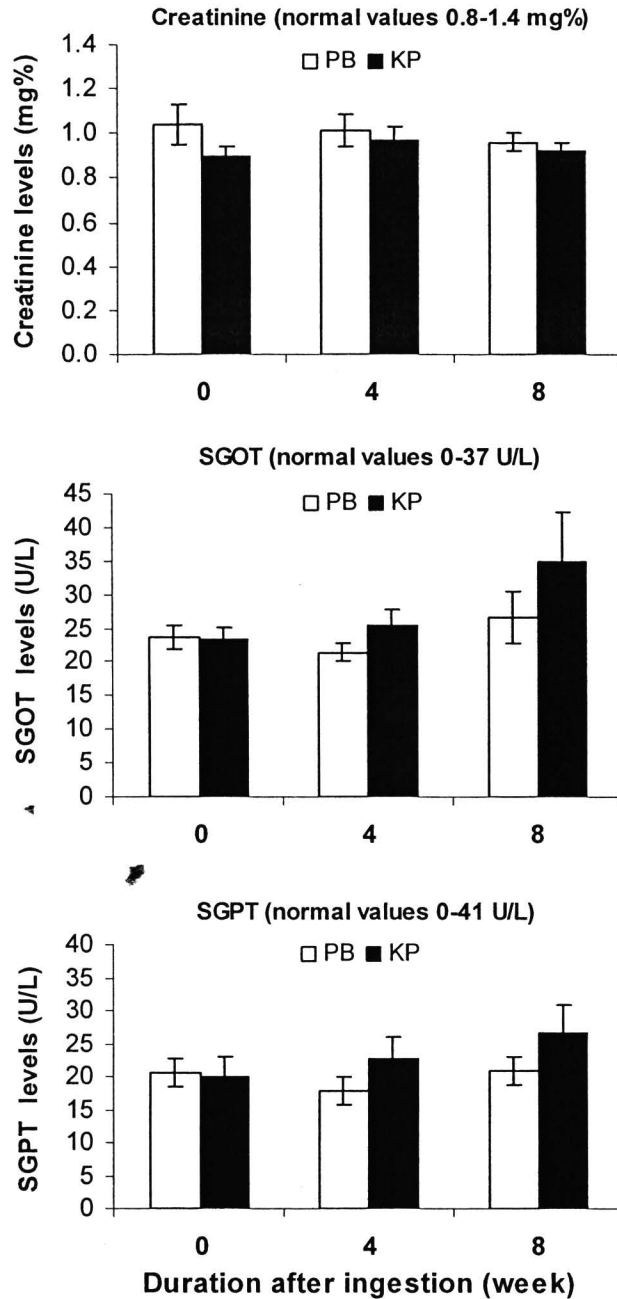 Creatinine (normal values 0.8-1.4 mg%)
PB KP
Creatinine levels (mg%)
1.4
1.2
1.0
0.8
0.6
0.4
0.2
0.0
0 4 8
SGOT (normal values 0-37 U/L)
PB KP
SGOT levels (U/L)
45
40
35
30
25
20
15
10
5
0
0 4 8
SGPT (normal values 0-41 U/L)
PB KP
SGPT levels (U/L)
40
35
30
25
20
15
10
5
0
0 4 8
Duration after ingestion (week)